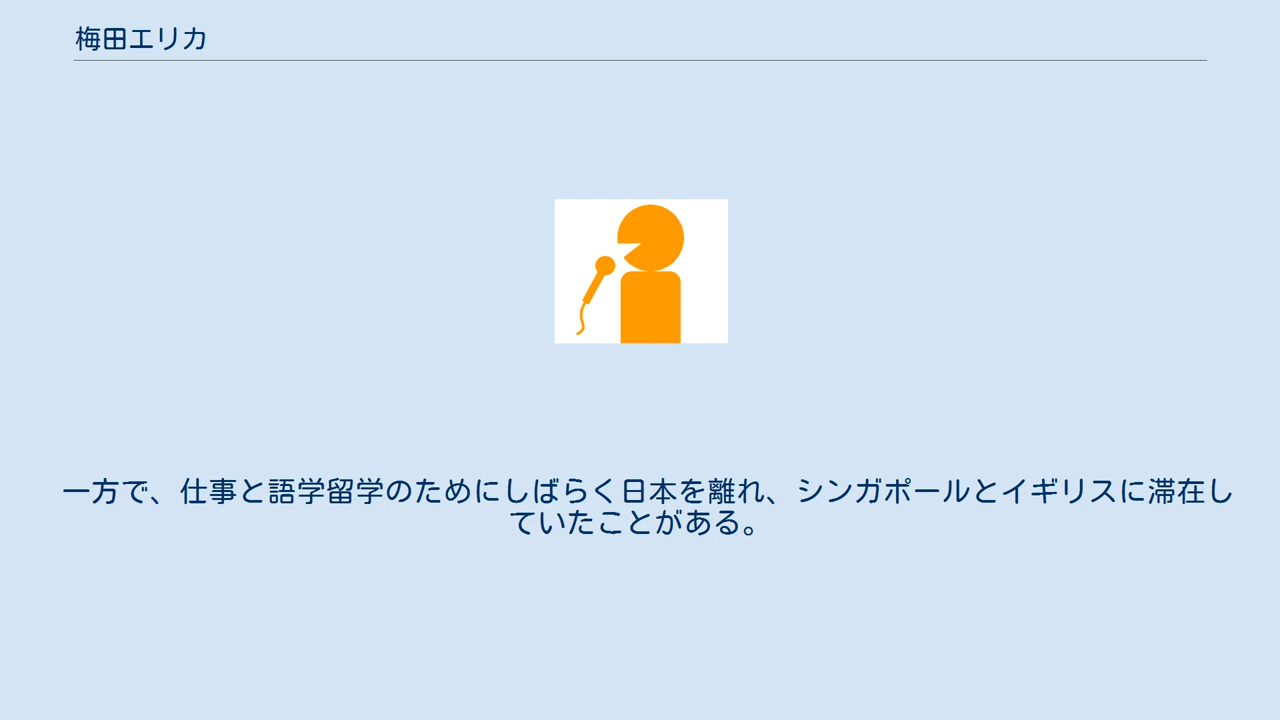 梅田エリカ
一方で、仕事と語学留学のためにしばらく日本を離れ、シンガポールとイギリスに滞在し
ていたことがある。